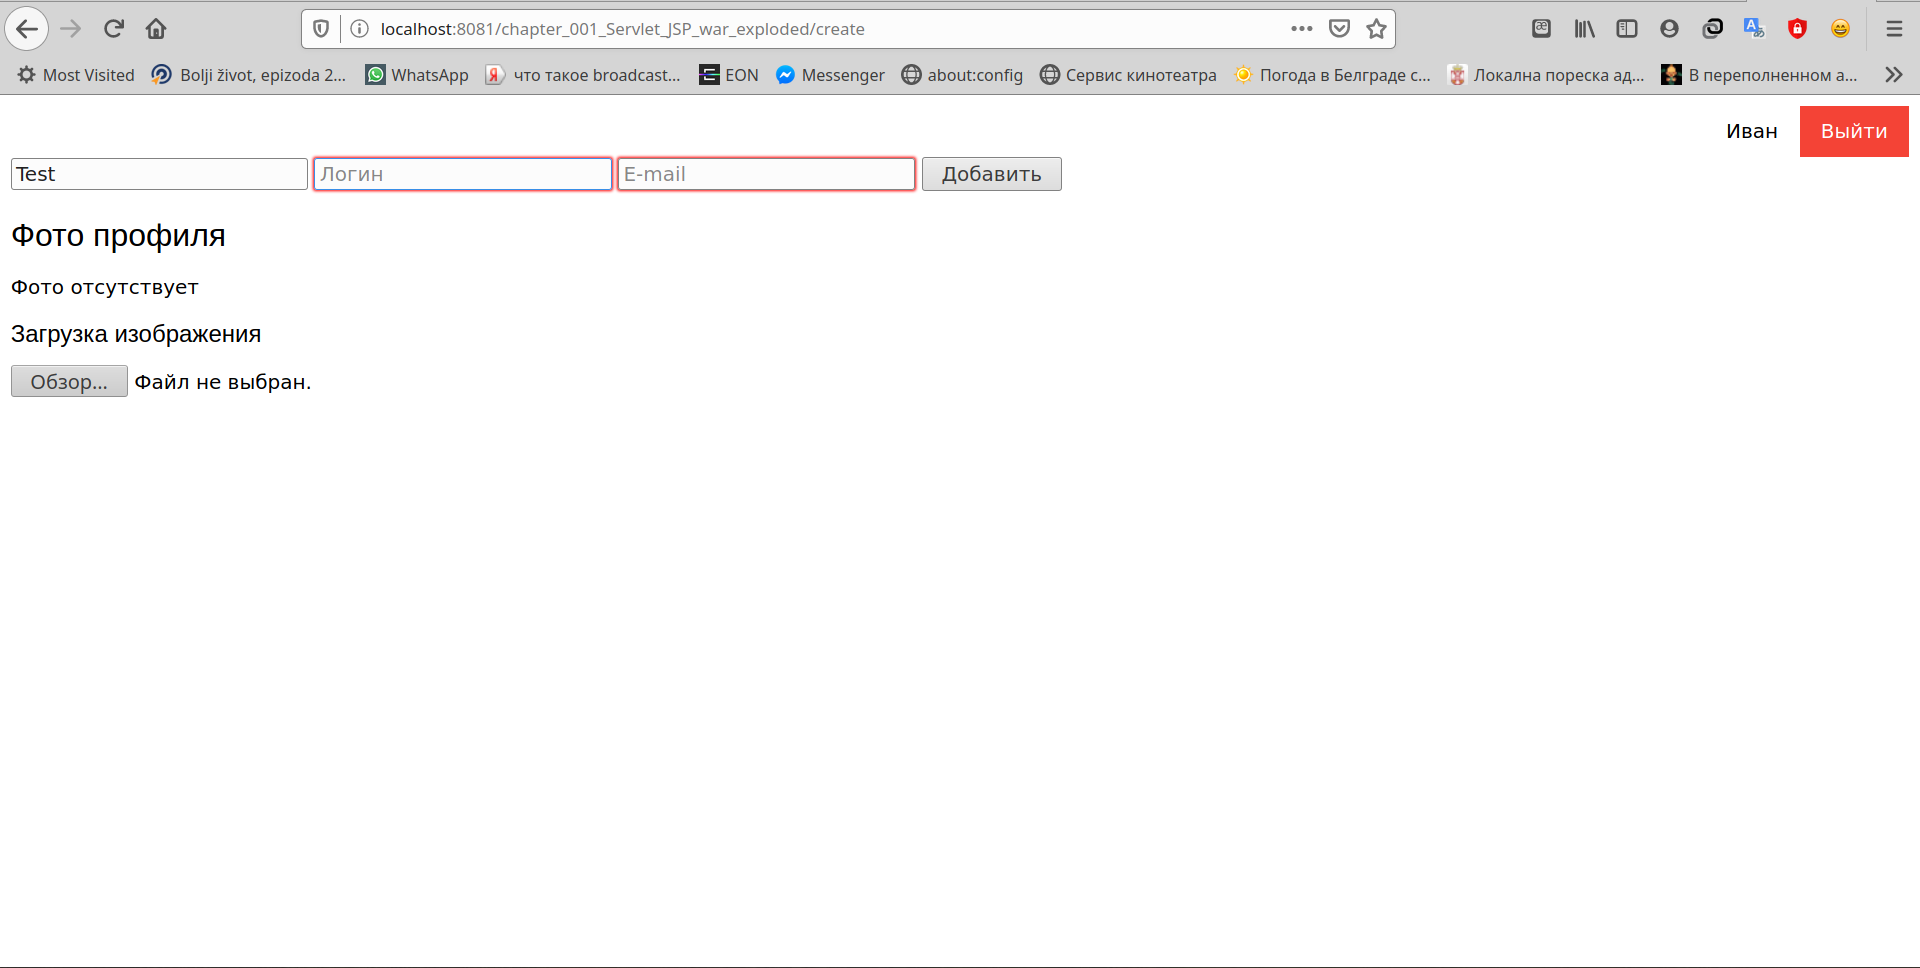 localhost:8081/chapter_001_Servlet_JSP_war_exploded/create
Most Visited Bolji život, epizoda 2... WhatsApp что такое broadcast... EON Messenger about:config Сервис кинотеатра Погода в Белграде с... Локална пореска ад... В переполненном а...
Иван Выйти
Test Логин E-mail Добавить
Фото профиля
Фото отсутствует
Загрузка изображения
Обзор... Файл не выбран.